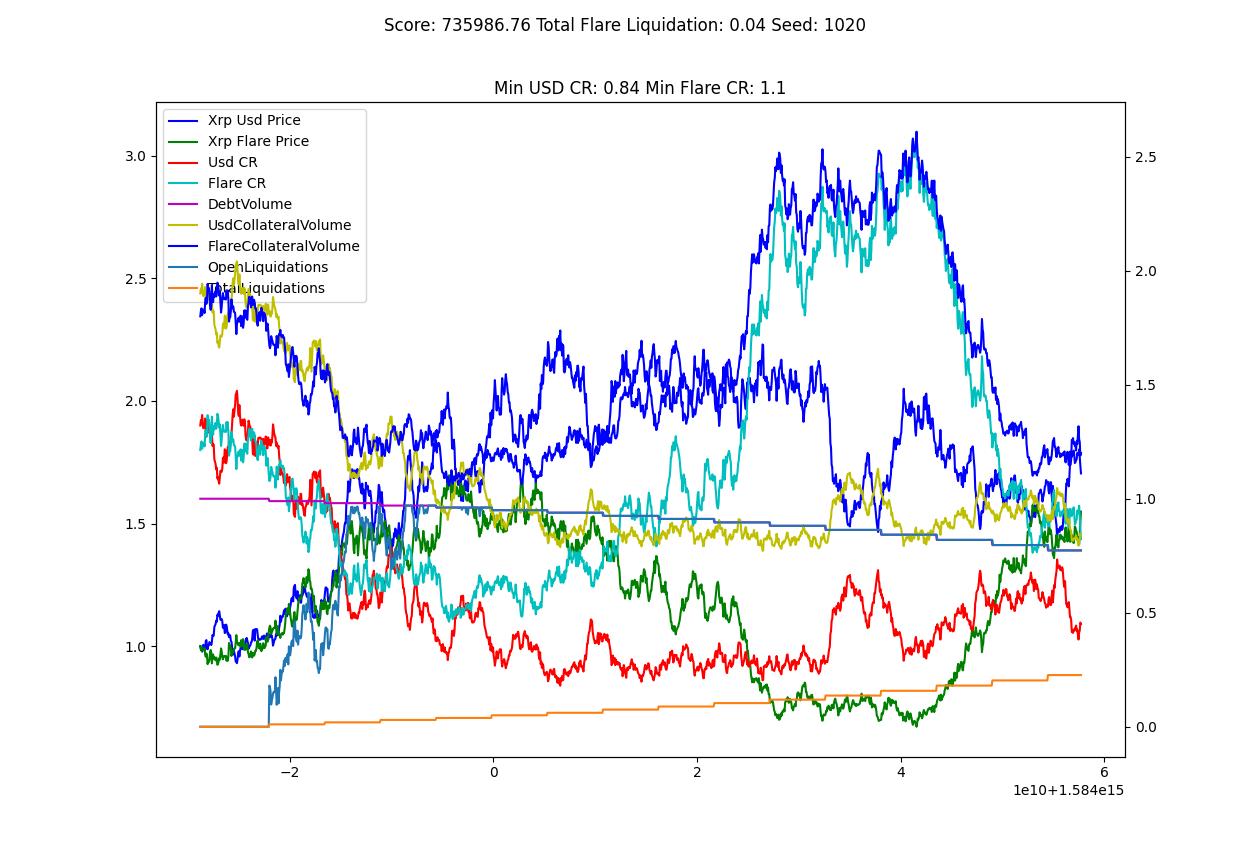 Score: 735986.76 Total Flare Liquidation: 0.04 Seed: 1020
Min USD CR: 0.84 Min Flare CR: 1.1
Xrp Usd Price
Xrp Flare Price
Usd CR
Flare CR
DebtVolume
UsdCollateralVolume
FlareCollateralVolume
OpenLiquidations
TotalLiquidations
3.0
2.5
2.0
1.5
1.0
2.5
2.0
1.5
1.0
0.5
0.0
−2
0
2
4
6
1e10+1.584e15